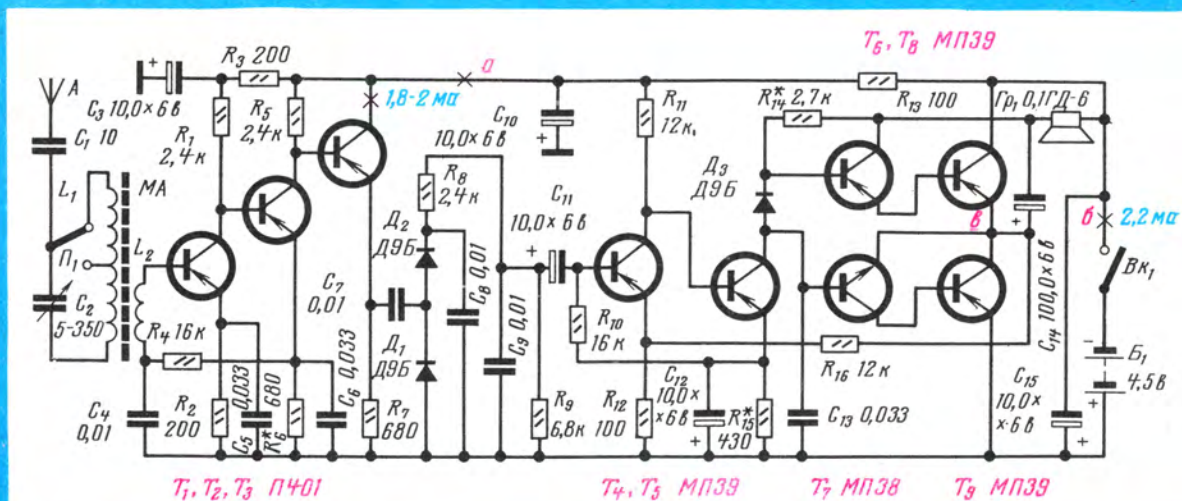 Т₆, Т₈ МП39
А
С₃ 10,0×6в
R₃ 200
а
1,8-2 ма
С₁ 10
R₁ 2,4к
R₅ 2,4к
10,0×6в
С₁₀
R₁₁ 12к
R*₁₄ 2,7к
R₁₃ 100
Гр₁ 0,1ГД-6
L₁
МА
П₁
L₂
С₂ 5-350
R₈ 2,4к
Д₂ Д9Б
С₁₁ 10,0×6в
Д₃ Д9Б
в
б
2,2ма
Вк₁
R₄ 16к
С₇ 0,01
Д₁ Д9Б
С₈ 0,01
С₉ 0,01
R₁₀ 16к
R₁₆ 12к
С₁₄ 100,0×6в
Б₁ 4,5в
С₄ 0,01
R₂ 200
С₅ 0,033
R*₆ 680
С₆ 0,033
R₇ 680
R₉ 6,8к
R₁₂ 100
С₁₂ 10,0××6в
R*₁₅ 430
С₁₃ 0,033
С₁₅ 10,0××6в
Т₁, Т₂, Т₃ П401
Т₄, Т₅ МП39
Т₇ МП38
Т₉ МП39